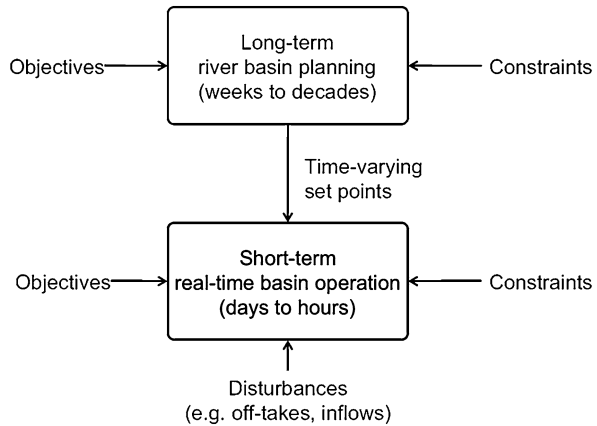 Long-term
Objectives
river basin planning
Constraints
(weeks to decades)
Time-varying
set points
Short-term
Objectives
real-time basin operation
Constraints
(days to hours)
Disturbances
(e.g. off-takes, inflows)